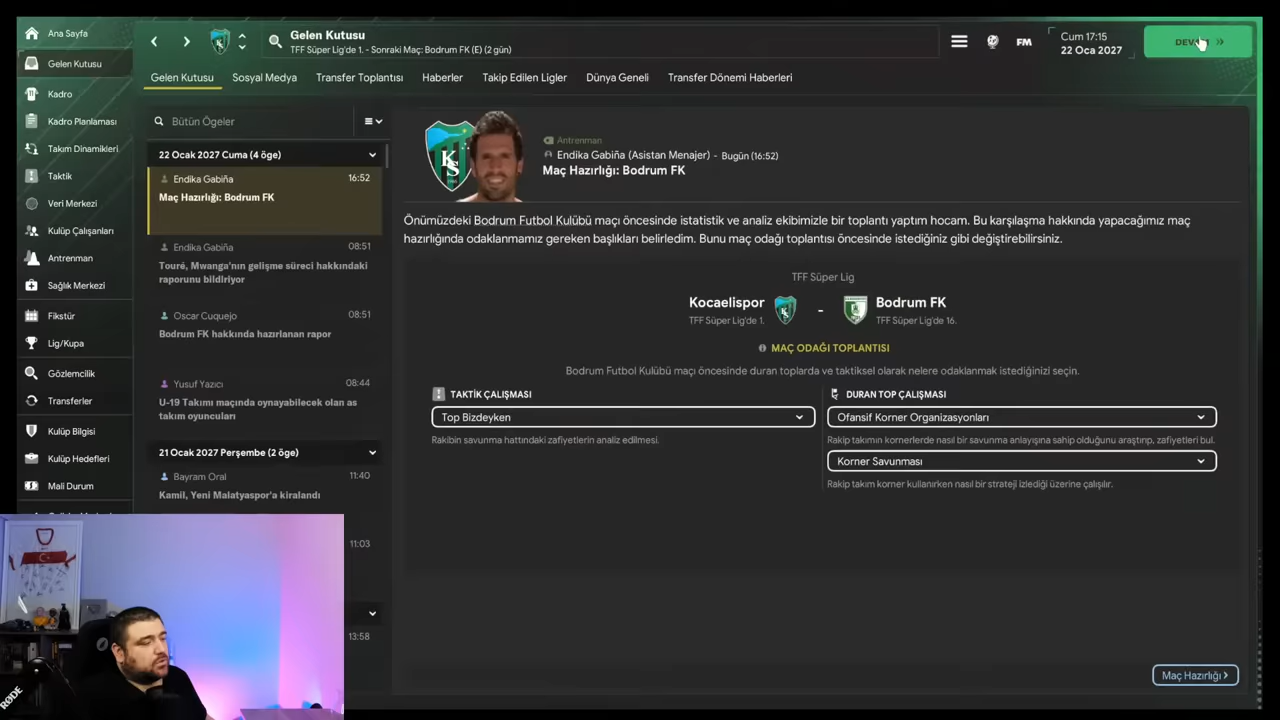 Ana Sayfa
Gelen Kutusu
Kadro
Kadro Planlaması
Takım Dinamikleri
Taktik
Veri Merkezi
Kulüp Çalışanları
Antrenman
Sağlık Merkezi
Fikstür
Lig/Kupa
Gözlemcilik
Transferler
Kulüp Bilgisi
Kulüp Hedefleri
Mali Durum
Gelen Kutusu
TFF Süper Lig'de 1. - Sonraki Maç: Bodrum FK (E) (2 gün)
FM
Cum 17:15
22 Oca 2027
Gelen Kutusu Sosyal Medya Transfer Toplantısı Haberler Takip Edilen Ligler Dünya Geneli Transfer Dönemi Haberleri
Bütün Ögeler
22 Ocak 2027 Cuma (4 öge)
Endika Gabiña 16:52
Maç Hazırlığı: Bodrum FK
Endika Gabiña 08:51
Touré, Mwanga'nın gelişme süreci hakkındaki
raporunu bildiriyor
Oscar Cuquejo 08:51
Bodrum FK hakkında hazırlanan rapor
Yusuf Yazıcı 08:44
U-19 Takımı maçında oynayabilecek olan as
takım oyuncuları
21 Ocak 2027 Perşembe (2 öge)
Bayram Oral 11:40
Kamil, Yeni Malatyaspor'a kiralandı
11:03
13:58
Antrenman
Endika Gabiña (Asistan Menajer) - Bugün (16:52)
Maç Hazırlığı: Bodrum FK
Önümüzdeki Bodrum Futbol Kulübü maçı öncesinde istatistik ve analiz ekibimizle bir toplantı yaptım hocam. Bu karşılaşma hakkında yapacağımız maç
hazırlığında odaklanmamız gereken başlıkları belirledim. Bunu maç odağı toplantısı öncesinde istediğiniz gibi değiştirebilirsiniz.
TFF Süper Lig
Kocaelispor - Bodrum FK
TFF Süper Lig'de 1. TFF Süper Lig'de 16.
MAÇ ODAĞI TOPLANTISI
Bodrum Futbol Kulübü maçı öncesinde duran toplarda ve taktiksel olarak nelere odaklanmak istediğinizi seçin.
TAKTİK ÇALIŞMASI
Top Bizdeyken
Rakibin savunma hattındaki zafiyetlerin analiz edilmesi.
DURAN TOP ÇALIŞMASI
Ofansif Korner Organizasyonları
Rakip takımın kornerlerde nasıl bir savunma anlayışına sahip olduğunu araştırıp, zafiyetleri bul.
Korner Savunması
Rakip takım korner kullanırken nasıl bir strateji izlediği üzerine çalışılır.
Maç Hazırlığı
RØDE